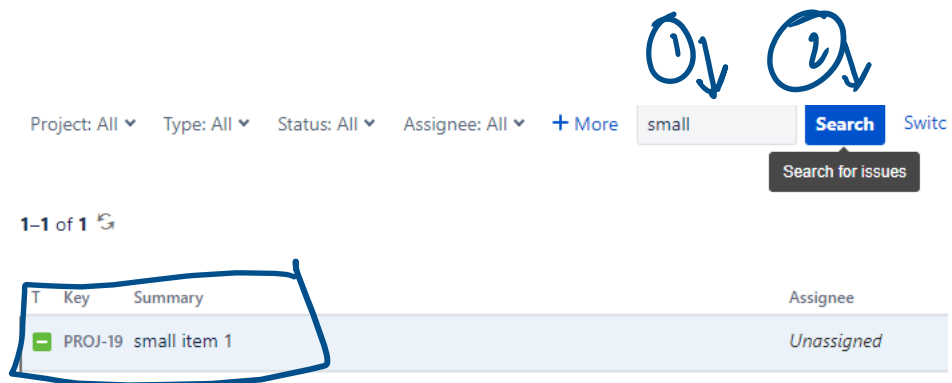 1 2
Project: All Type: All Status: All Assignee: All + More small Search Switc
Search for issues
1–1 of 1
T Key Summary Assignee
PROJ-19 small item 1 Unassigned